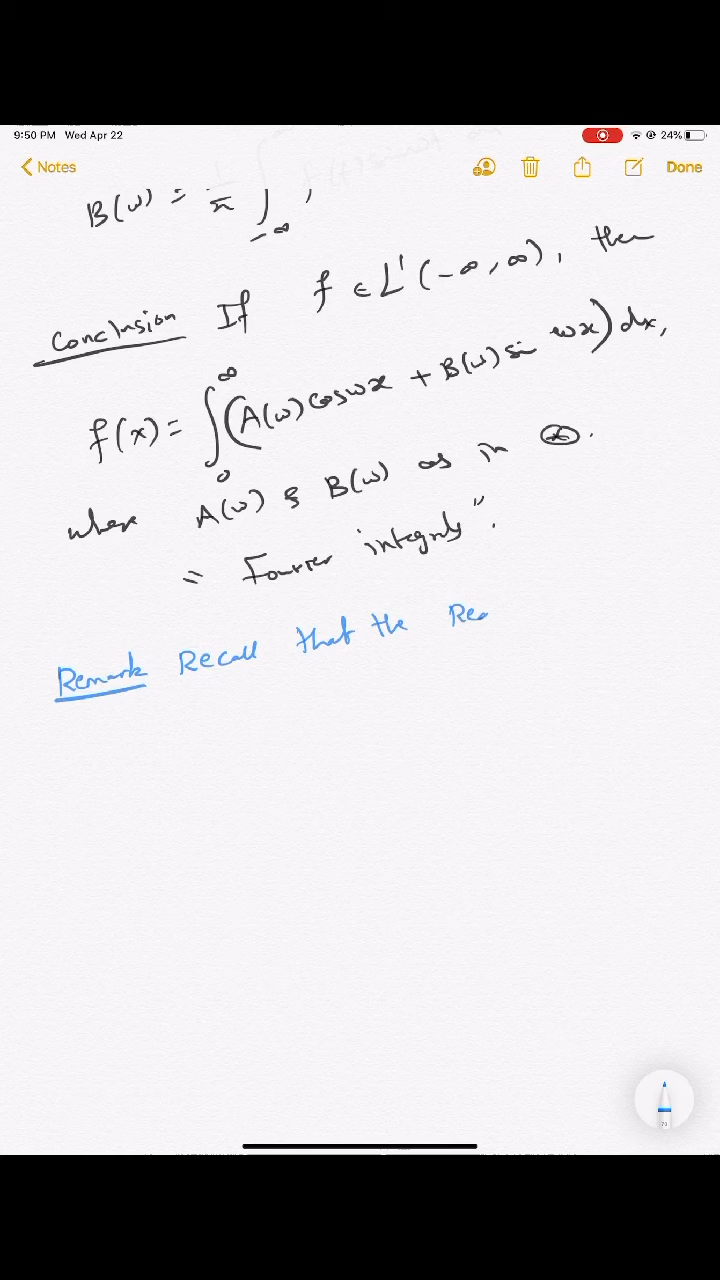 9:50 PM Wed Apr 22
24%
Notes
Done
B(ω) = 1/π ∫_{-∞}
Conclusion If f ∈ L¹(-∞,∞), then
f(x) = ∫_0^∞ (A(ω) cos ωx + B(ω) sin ωx) dx,
where A(ω) & B(ω) as in ⊛.
= Fourier integrals".
Remark Recall that the Rea